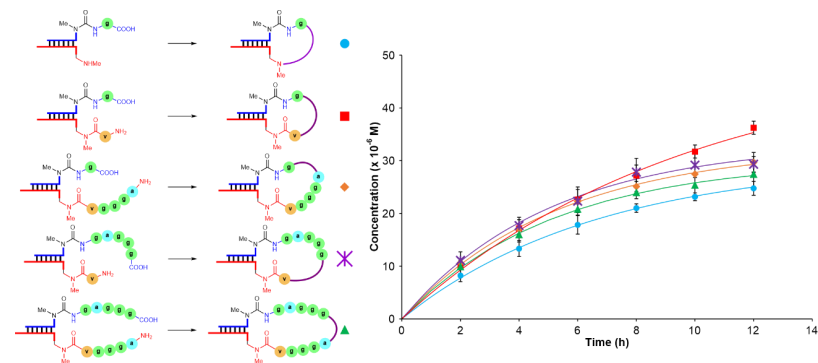 O
Me N N g COOH
H
NHMe
O
Me N N g
H
N
Me
O
Me N N g COOH
H
O NH₂
N v
Me
O
Me N N g
H
O
N v
Me
O
Me N N g COOH
H
O NH₂
N v g g g a
Me
O
Me N N g
H
O a
N v g g g
Me
O
Me N N g a g g g
H COOH
O
N v NH₂
Me
O
Me N N g a g g g
H
O
N v
Me
O
Me N N g a g g g COOH
H
O NH₂
N v g g g a
Me
O
Me N N g a g g g
H
O
N v g g g a
Me
Concentration (x 10⁻⁶ M)
50
40
30
20
10
0
0 2 4 6 8 10 12 14
Time (h)